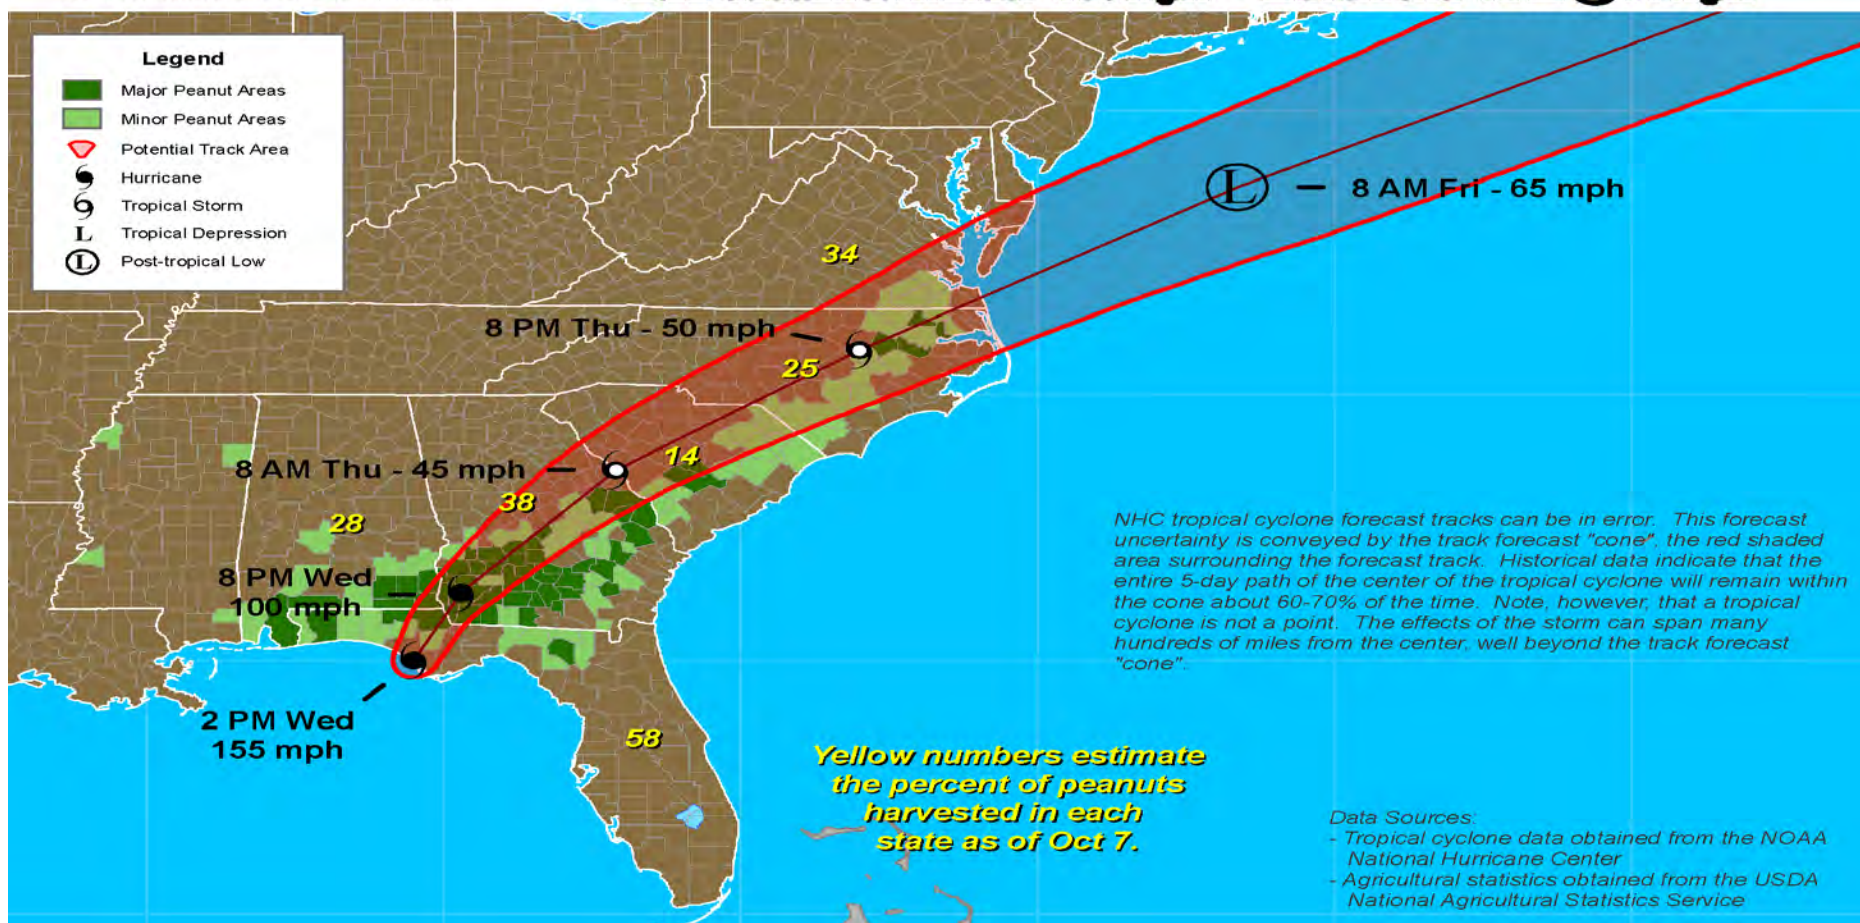 Legend
Major Peanut Areas
Minor Peanut Areas
Potential Track Area
Hurricane
Tropical Storm
L Tropical Depression
L Post-tropical Low
L – 8 AM Fri - 65 mph
34
8 PM Thu - 50 mph
25
8 AM Thu - 45 mph
14
38
28
8 PM Wed
100 mph
2 PM Wed
155 mph
58
NHC tropical cyclone forecast tracks can be in error. This forecast
uncertainty is conveyed by the track forecast "cone", the red shaded
area surrounding the forecast track. Historical data indicate that the
entire 5-day path of the center of the tropical cyclone will remain within
the cone about 60-70% of the time. Note, however, that a tropical
cyclone is not a point. The effects of the storm can span many
hundreds of miles from the center, well beyond the track forecast
"cone".
Yellow numbers estimate
the percent of peanuts
harvested in each
state as of Oct 7.
Data Sources:
- Tropical cyclone data obtained from the NOAA
National Hurricane Center
- Agricultural statistics obtained from the USDA
National Agricultural Statistics Service